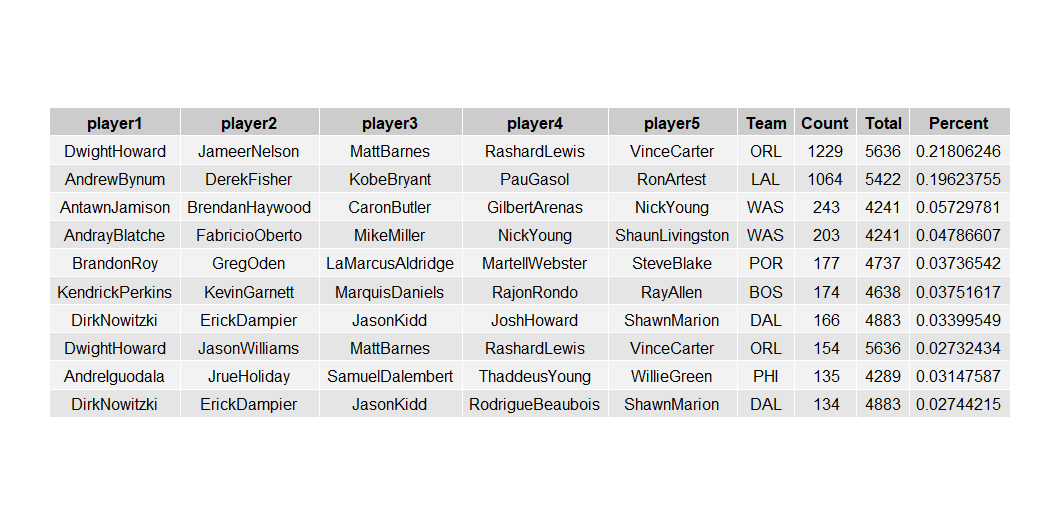 player1 player2 player3 player4 player5 Team Count Total Percent
DwightHoward JameerNelson MattBarnes RashardLewis VinceCarter ORL 1229 5636 0.21806246
AndrewBynum DerekFisher KobeBryant PauGasol RonArtest LAL 1064 5422 0.19623755
AntawnJamison BrendanHaywood CaronButler GilbertArenas NickYoung WAS 243 4241 0.05729781
AndrayBlatche FabricioOberto MikeMiller NickYoung ShaunLivingston WAS 203 4241 0.04786607
BrandonRoy GregOden LaMarcusAldridge MartellWebster SteveBlake POR 177 4737 0.03736542
KendrickPerkins KevinGarnett MarquisDaniels RajonRondo RayAllen BOS 174 4638 0.03751617
DirkNowitzki ErickDampier JasonKidd JoshHoward ShawnMarion DAL 166 4883 0.03399549
DwightHoward JasonWilliams MattBarnes RashardLewis VinceCarter ORL 154 5636 0.02732434
AndreIguodala JrueHoliday SamuelDalembert ThaddeusYoung WillieGreen PHI 135 4289 0.03147587
DirkNowitzki ErickDampier JasonKidd RodrigueBeaubois ShawnMarion DAL 134 4883 0.02744215